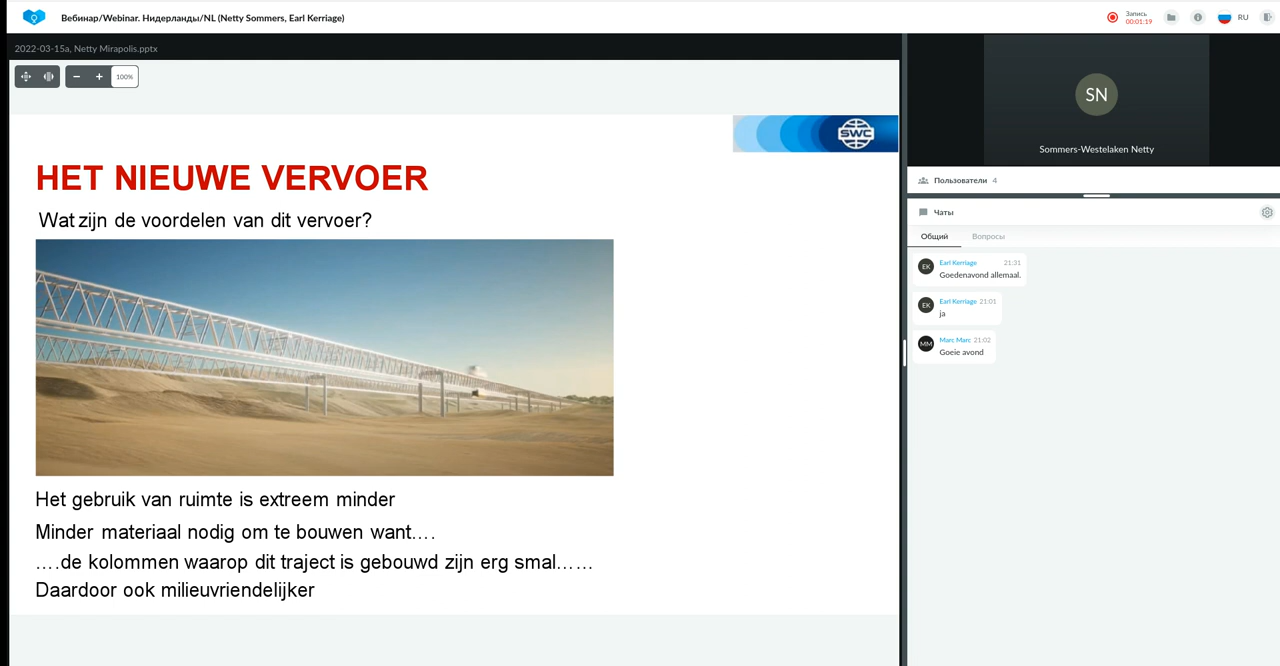 Вебинар/Webinar. Нидерланды/NL (Netty Sommers, Earl Kerriage)
Запись
00:01:19
RU
2022-03-15a, Netty Mirapolis.pptx
100%
SWC
HET NIEUWE VERVOER
Wat zijn de voordelen van dit vervoer?
Het gebruik van ruimte is extreem minder
Minder materiaal nodig om te bouwen want....
....de kolommen waarop dit traject is gebouwd zijn erg smal......
Daardoor ook milieuvriendelijker
SN
Sommers-Westelaken Netty
Пользователи 4
Чаты
Общий Вопросы
EK Earl Kerriage 21:31
Goedenavond allemaal.
EK Earl Kerriage 21:01
ja
MM Marc Marc 21:02
Goeie avond